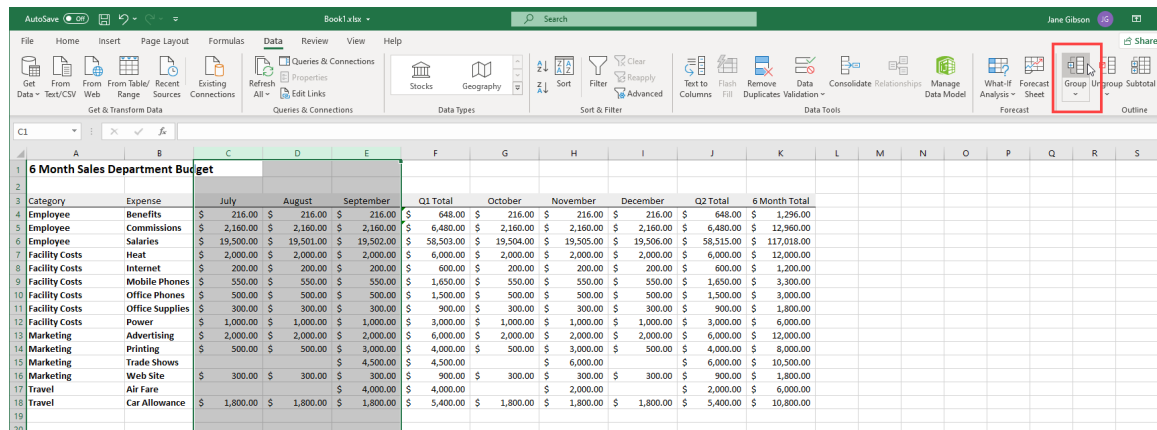 AutoSave Off Book1.xlsx Search Jane Gibson JG
File Home Insert Page Layout Formulas Data Review View Help Share
Get Data From Text/CSV From Web From Table/ Range Recent Sources Existing Connections Refresh All Queries & Connections Properties Edit Links Stocks Geography Sort Filter Clear Reapply Advanced Text to Columns Flash Fill Remove Duplicates Data Validation Consolidate Relationships Manage Data Model What-If Analysis Forecast Sheet Group Ungroup Subtotal
Get & Transform Data Queries & Connections Data Types Sort & Filter Data Tools Forecast Outline
C1 fx
A B C D E F G H I J K L M N O P Q R S
1 6 Month Sales Department Budget
2
3 Category Expense July August September Q1 Total October November December Q2 Total 6 Month Total
4 Employee Benefits $ 216.00 $ 216.00 $ 216.00 $ 648.00 $ 216.00 $ 216.00 $ 216.00 $ 648.00 $ 1,296.00
5 Employee Commissions $ 2,160.00 $ 2,160.00 $ 2,160.00 $ 6,480.00 $ 2,160.00 $ 2,160.00 $ 2,160.00 $ 6,480.00 $ 12,960.00
6 Employee Salaries $ 19,500.00 $ 19,501.00 $ 19,502.00 $ 58,503.00 $ 19,504.00 $ 19,505.00 $ 19,506.00 $ 58,515.00 $ 117,018.00
7 Facility Costs Heat $ 2,000.00 $ 2,000.00 $ 2,000.00 $ 6,000.00 $ 2,000.00 $ 2,000.00 $ 2,000.00 $ 6,000.00 $ 12,000.00
8 Facility Costs Internet $ 200.00 $ 200.00 $ 200.00 $ 600.00 $ 200.00 $ 200.00 $ 200.00 $ 600.00 $ 1,200.00
9 Facility Costs Mobile Phones $ 550.00 $ 550.00 $ 550.00 $ 1,650.00 $ 550.00 $ 550.00 $ 550.00 $ 1,650.00 $ 3,300.00
10 Facility Costs Office Phones $ 500.00 $ 500.00 $ 500.00 $ 1,500.00 $ 500.00 $ 500.00 $ 500.00 $ 1,500.00 $ 3,000.00
11 Facility Costs Office Supplies $ 300.00 $ 300.00 $ 300.00 $ 900.00 $ 300.00 $ 300.00 $ 300.00 $ 900.00 $ 1,800.00
12 Facility Costs Power $ 1,000.00 $ 1,000.00 $ 1,000.00 $ 3,000.00 $ 1,000.00 $ 1,000.00 $ 1,000.00 $ 3,000.00 $ 6,000.00
13 Marketing Advertising $ 2,000.00 $ 2,000.00 $ 2,000.00 $ 6,000.00 $ 2,000.00 $ 2,000.00 $ 2,000.00 $ 6,000.00 $ 12,000.00
14 Marketing Printing $ 500.00 $ 500.00 $ 3,000.00 $ 4,000.00 $ 500.00 $ 3,000.00 $ 500.00 $ 4,000.00 $ 8,000.00
15 Marketing Trade Shows $ 4,500.00 $ 4,500.00 $ 6,000.00 $ 6,000.00 $ 10,500.00
16 Marketing Web Site $ 300.00 $ 300.00 $ 300.00 $ 900.00 $ 300.00 $ 300.00 $ 300.00 $ 900.00 $ 1,800.00
17 Travel Air Fare $ 4,000.00 $ 4,000.00 $ 2,000.00 $ 2,000.00 $ 6,000.00
18 Travel Car Allowance $ 1,800.00 $ 1,800.00 $ 1,800.00 $ 5,400.00 $ 1,800.00 $ 1,800.00 $ 1,800.00 $ 5,400.00 $ 10,800.00
19
20